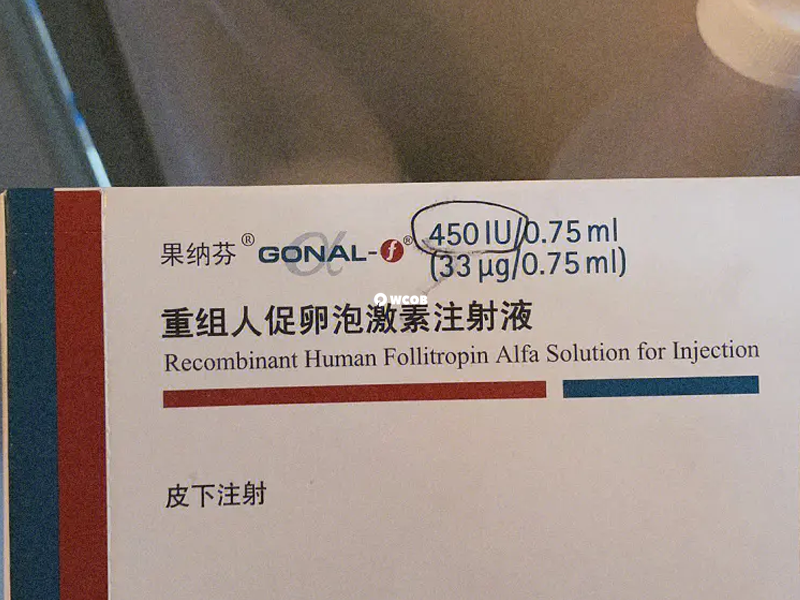 果纳芬® GONAL-f® 450 IU/0.75 ml
(33 μg/0.75 ml)
WCOB
重组人促卵泡激素注射液
Recombinant Human Follitropin Alfa Solution for Injection
皮下注射